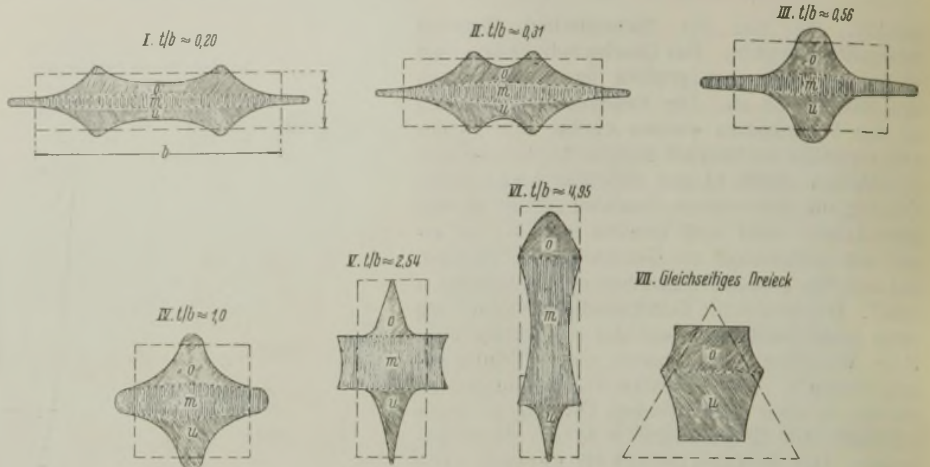 I. t/b ≈ 0,20
II. t/b ≈ 0,31
III. t/b ≈ 0,56
o
m
u
t
b
o
m
u
o
m
u
IV. t/b ≈ 1,0
V. t/b ≈ 2,54
VI. t/b ≈ 4,95
VII. Gleichseitiges Dreieck
o
m
u
o
m
u
o
m
u
o
u